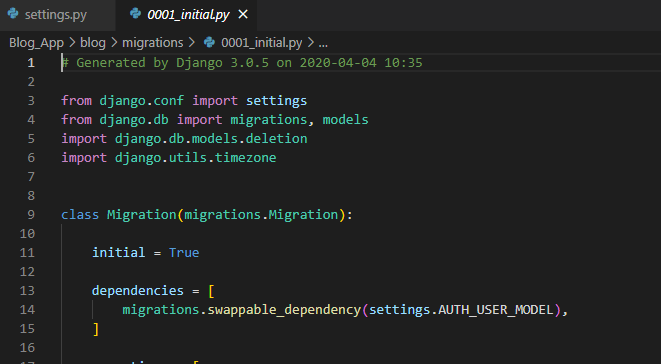 settings.py
0001_initial.py
Blog_App > blog > migrations > 0001_initial.py > ...
1 # Generated by Django 3.0.5 on 2020-04-04 10:35
2
3 from django.conf import settings
4 from django.db import migrations, models
5 import django.db.models.deletion
6 import django.utils.timezone
7
8
9 class Migration(migrations.Migration):
10
11 initial = True
12
13 dependencies = [
14 migrations.swappable_dependency(settings.AUTH_USER_MODEL),
15 ]
16